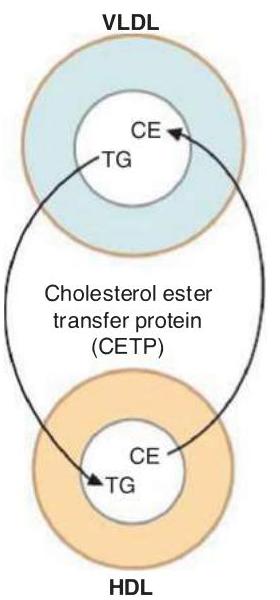 VLDL
CE
TG
Cholesterol ester
transfer protein
(CETP)
CE
TG
HDL